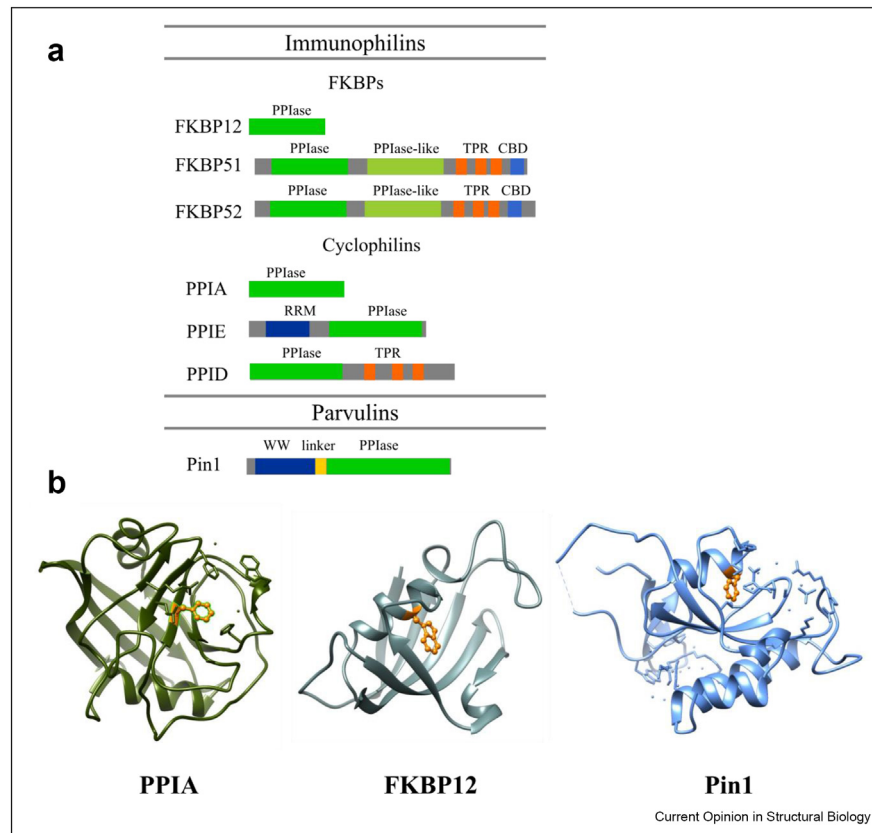 a
Immunophilins
FKBPs
PPIase
FKBP12
PPIase PPIase-like TPR CBD
FKBP51
PPIase PPIase-like TPR CBD
FKBP52
Cyclophilins
PPIase
PPIA
RRM PPIase
PPIE
PPIase TPR
PPID
Parvulins
WW linker PPIase
Pin1
b
PPIA FKBP12 Pin1
Current Opinion in Structural Biology